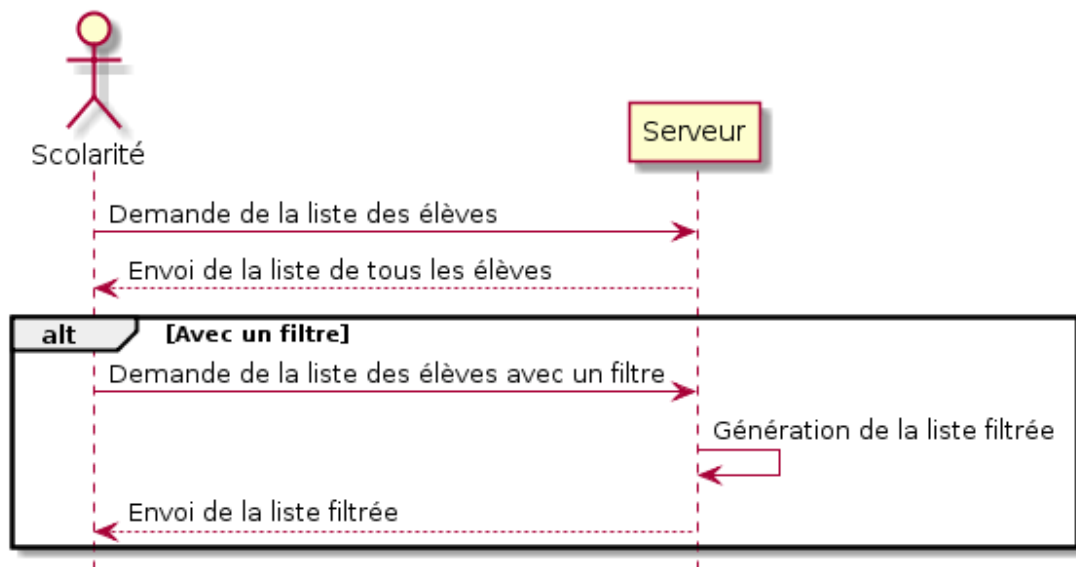 Scolarité
Serveur
Demande de la liste des élèves
Envoi de la liste de tous les élèves
alt [Avec un filtre]
Demande de la liste des élèves avec un filtre
Génération de la liste filtrée
Envoi de la liste filtrée